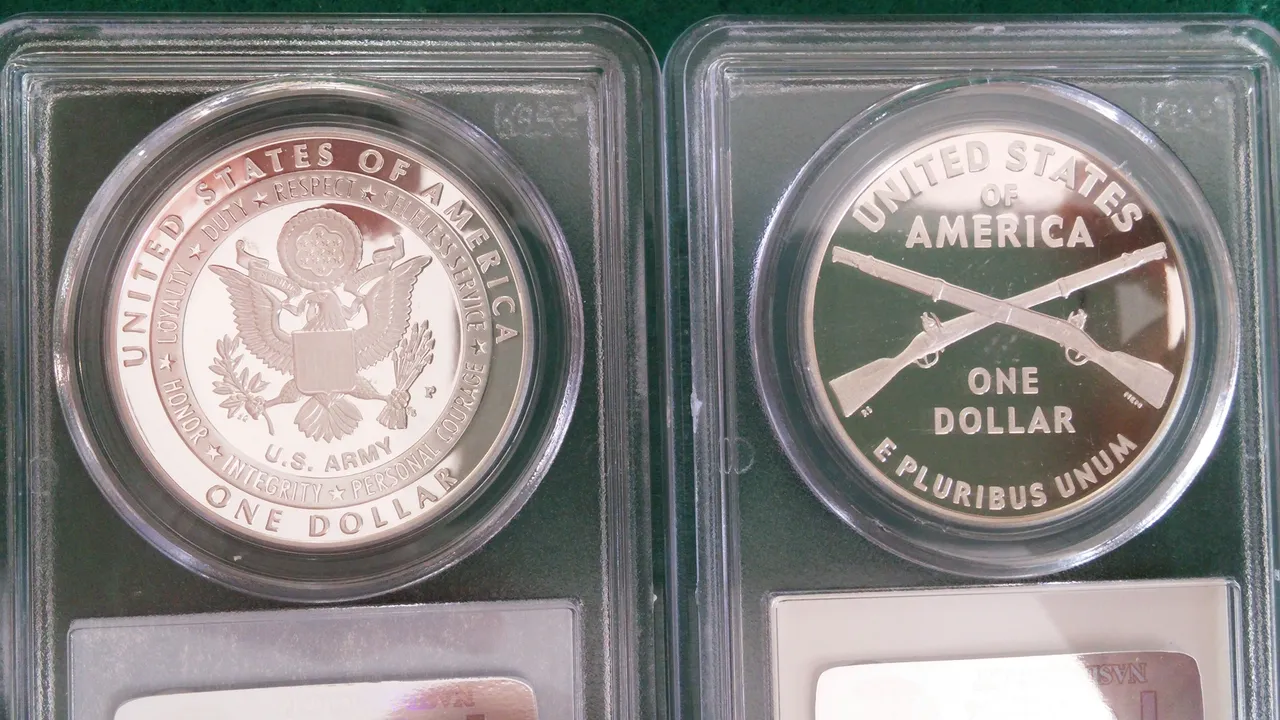 UNITED STATES OF AMERICA
LOYALTY ★ DUTY ★ RESPECT ★ SELFLESS SERVICE ★
★ HONOR ★ INTEGRITY ★ PERSONAL COURAGE
P
U.S. ARMY
ONE DOLLAR
UNITED STATES
OF
AMERICA
ONE
DOLLAR
E PLURIBUS UNUM